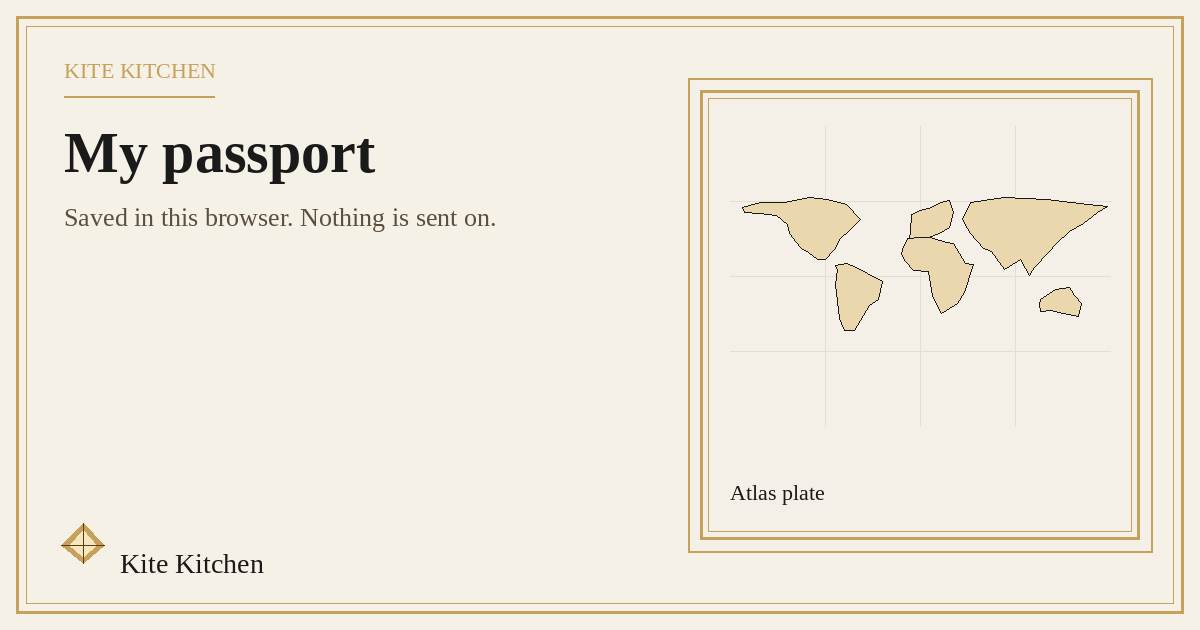 KITE KITCHEN
My passport
Saved in this browser. Nothing is sent on.
Atlas plate
Kite Kitchen